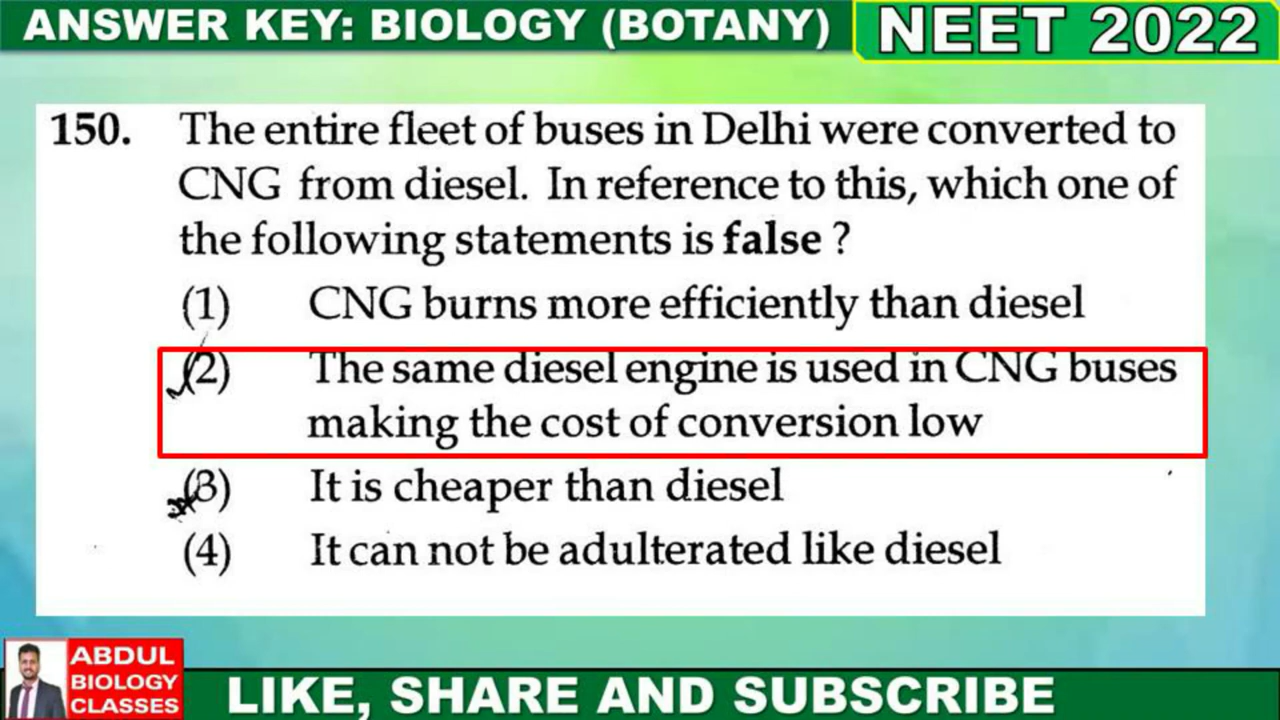 ANSWER KEY: BIOLOGY (BOTANY)
NEET 2022
150. The entire fleet of buses in Delhi were converted to
CNG from diesel. In reference to this, which one of
the following statements is false ?
(1) CNG burns more efficiently than diesel
(2) The same diesel engine is used in CNG buses
making the cost of conversion low
(3) It is cheaper than diesel
(4) It can not be adulterated like diesel
ABDUL
BIOLOGY
CLASSES
LIKE, SHARE AND SUBSCRIBE